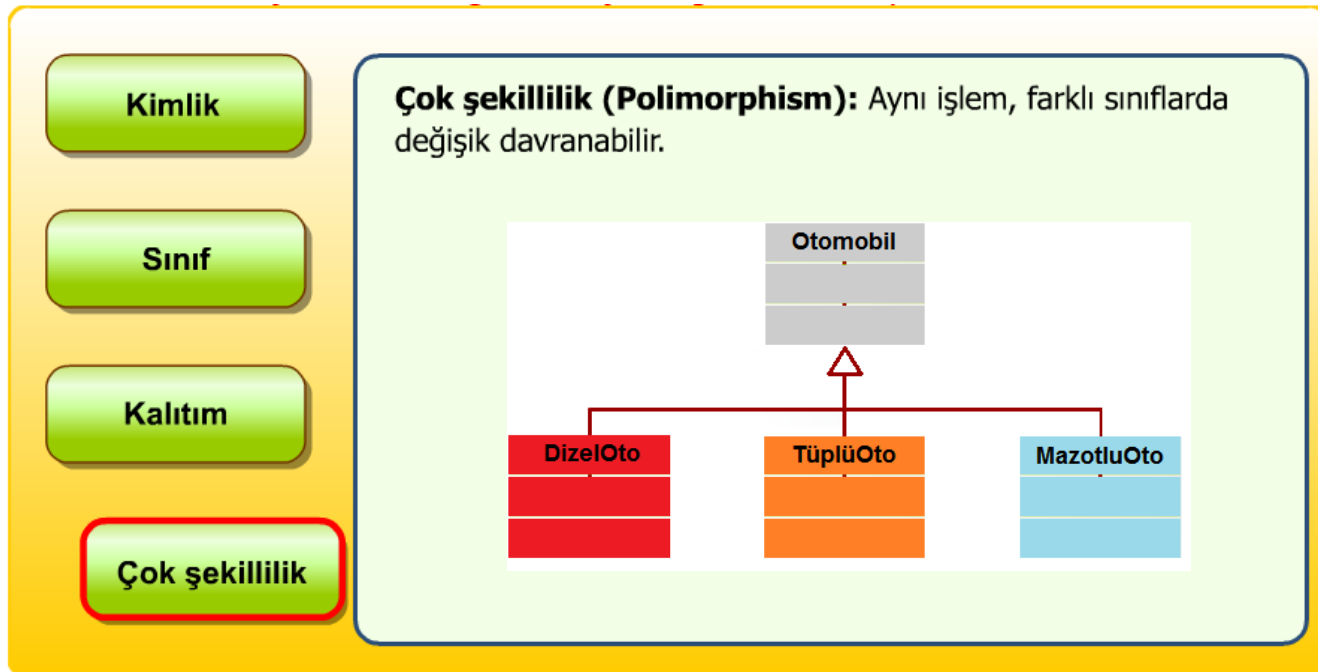 Kimlik
Sınıf
Kalıtım
Çok şekillilik
Çok şekillilik (Polimorphism): Aynı işlem, farklı sınıflarda
değişik davranabilir.
Otomobil
DizelOto
TüplüOto
MazotluOto